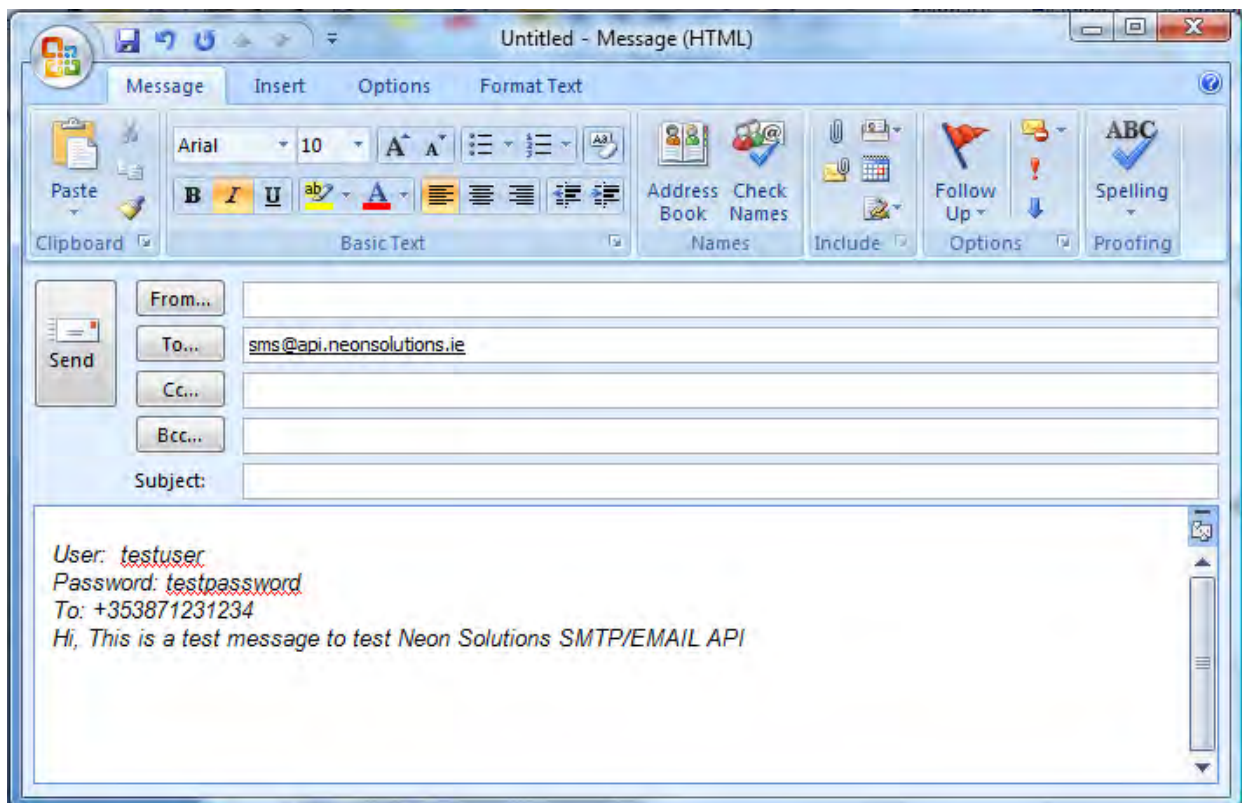 Untitled - Message (HTML)
Message Insert Options Format Text
Arial 10 A A
Paste B I U ab A Address Book Check Names Follow Up ABC Spelling
Clipboard Basic Text Names Include Options Proofing
From...
Send To... sms@api.neonsolutions.ie
Cc...
Bcc...
Subject:
User: testuser
Password: testpassword
To: +353871231234
Hi, This is a test message to test Neon Solutions SMTP/EMAIL API